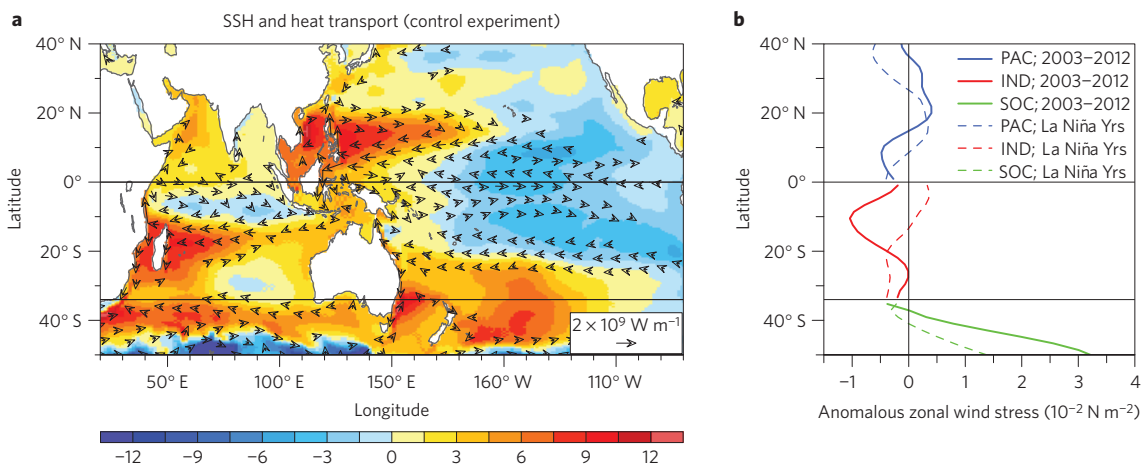 a
SSH and heat transport (control experiment)
40° N
20° N
0°
20° S
40° S
Latitude
2 × 10⁹ W m⁻¹
50° E
100° E
150° E
160° W
110° W
Longitude
−12
−9
−6
−3
0
3
6
9
12
b
40° N
20° N
0°
20° S
40° S
Latitude
PAC; 2003–2012
IND; 2003–2012
SOC; 2003–2012
PAC; La Niña Yrs
IND; La Niña Yrs
SOC; La Niña Yrs
−1
0
1
2
3
4
Anomalous zonal wind stress (10⁻² N m⁻²)